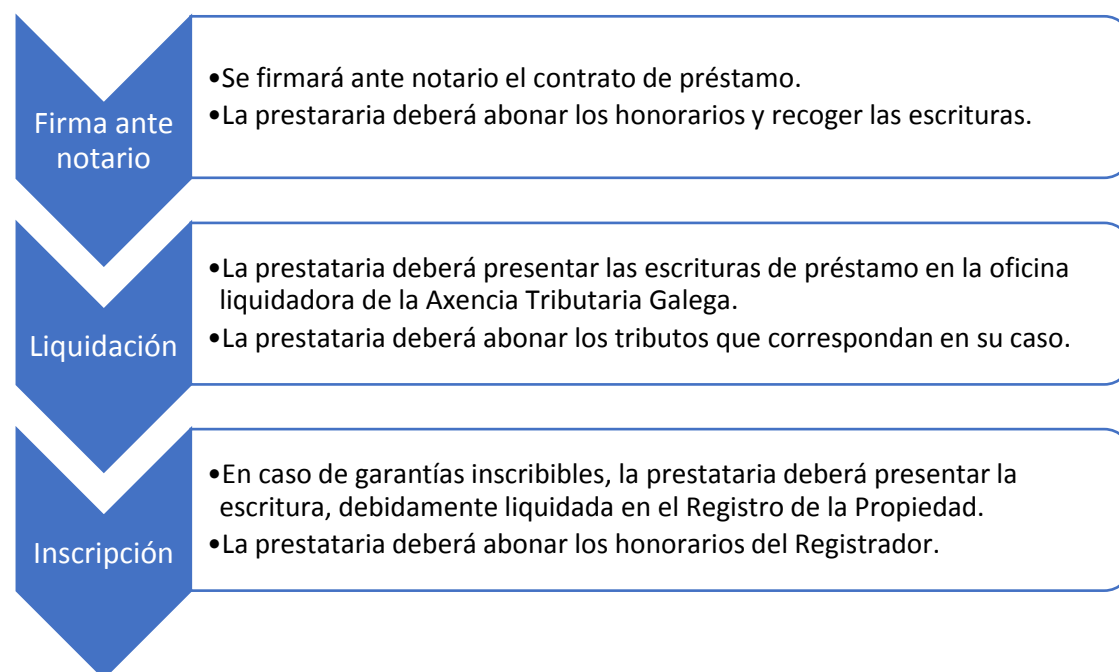 Firma ante
notario
•Se firmará ante notario el contrato de préstamo.
•La prestararia deberá abonar los honorarios y recoger las escrituras.
Liquidación
•La prestataria deberá presentar las escrituras de préstamo en la oficina
liquidadora de la Axencia Tributaria Galega.
•La prestataria deberá abonar los tributos que correspondan en su caso.
Inscripción
•En caso de garantías inscribibles, la prestataria deberá presentar la
escritura, debidamente liquidada en el Registro de la Propiedad.
•La prestataria deberá abonar los honorarios del Registrador.